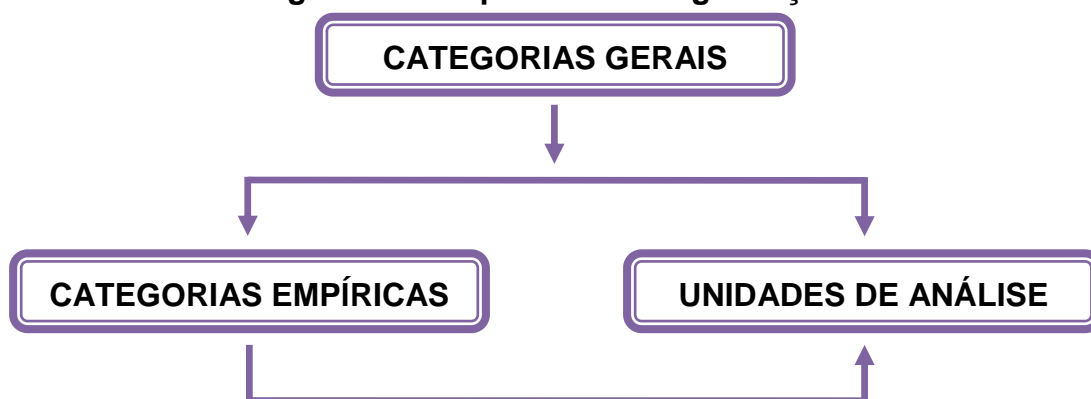 CATEGORIAS GERAIS
CATEGORIAS EMPÍRICAS
UNIDADES DE ANÁLISE